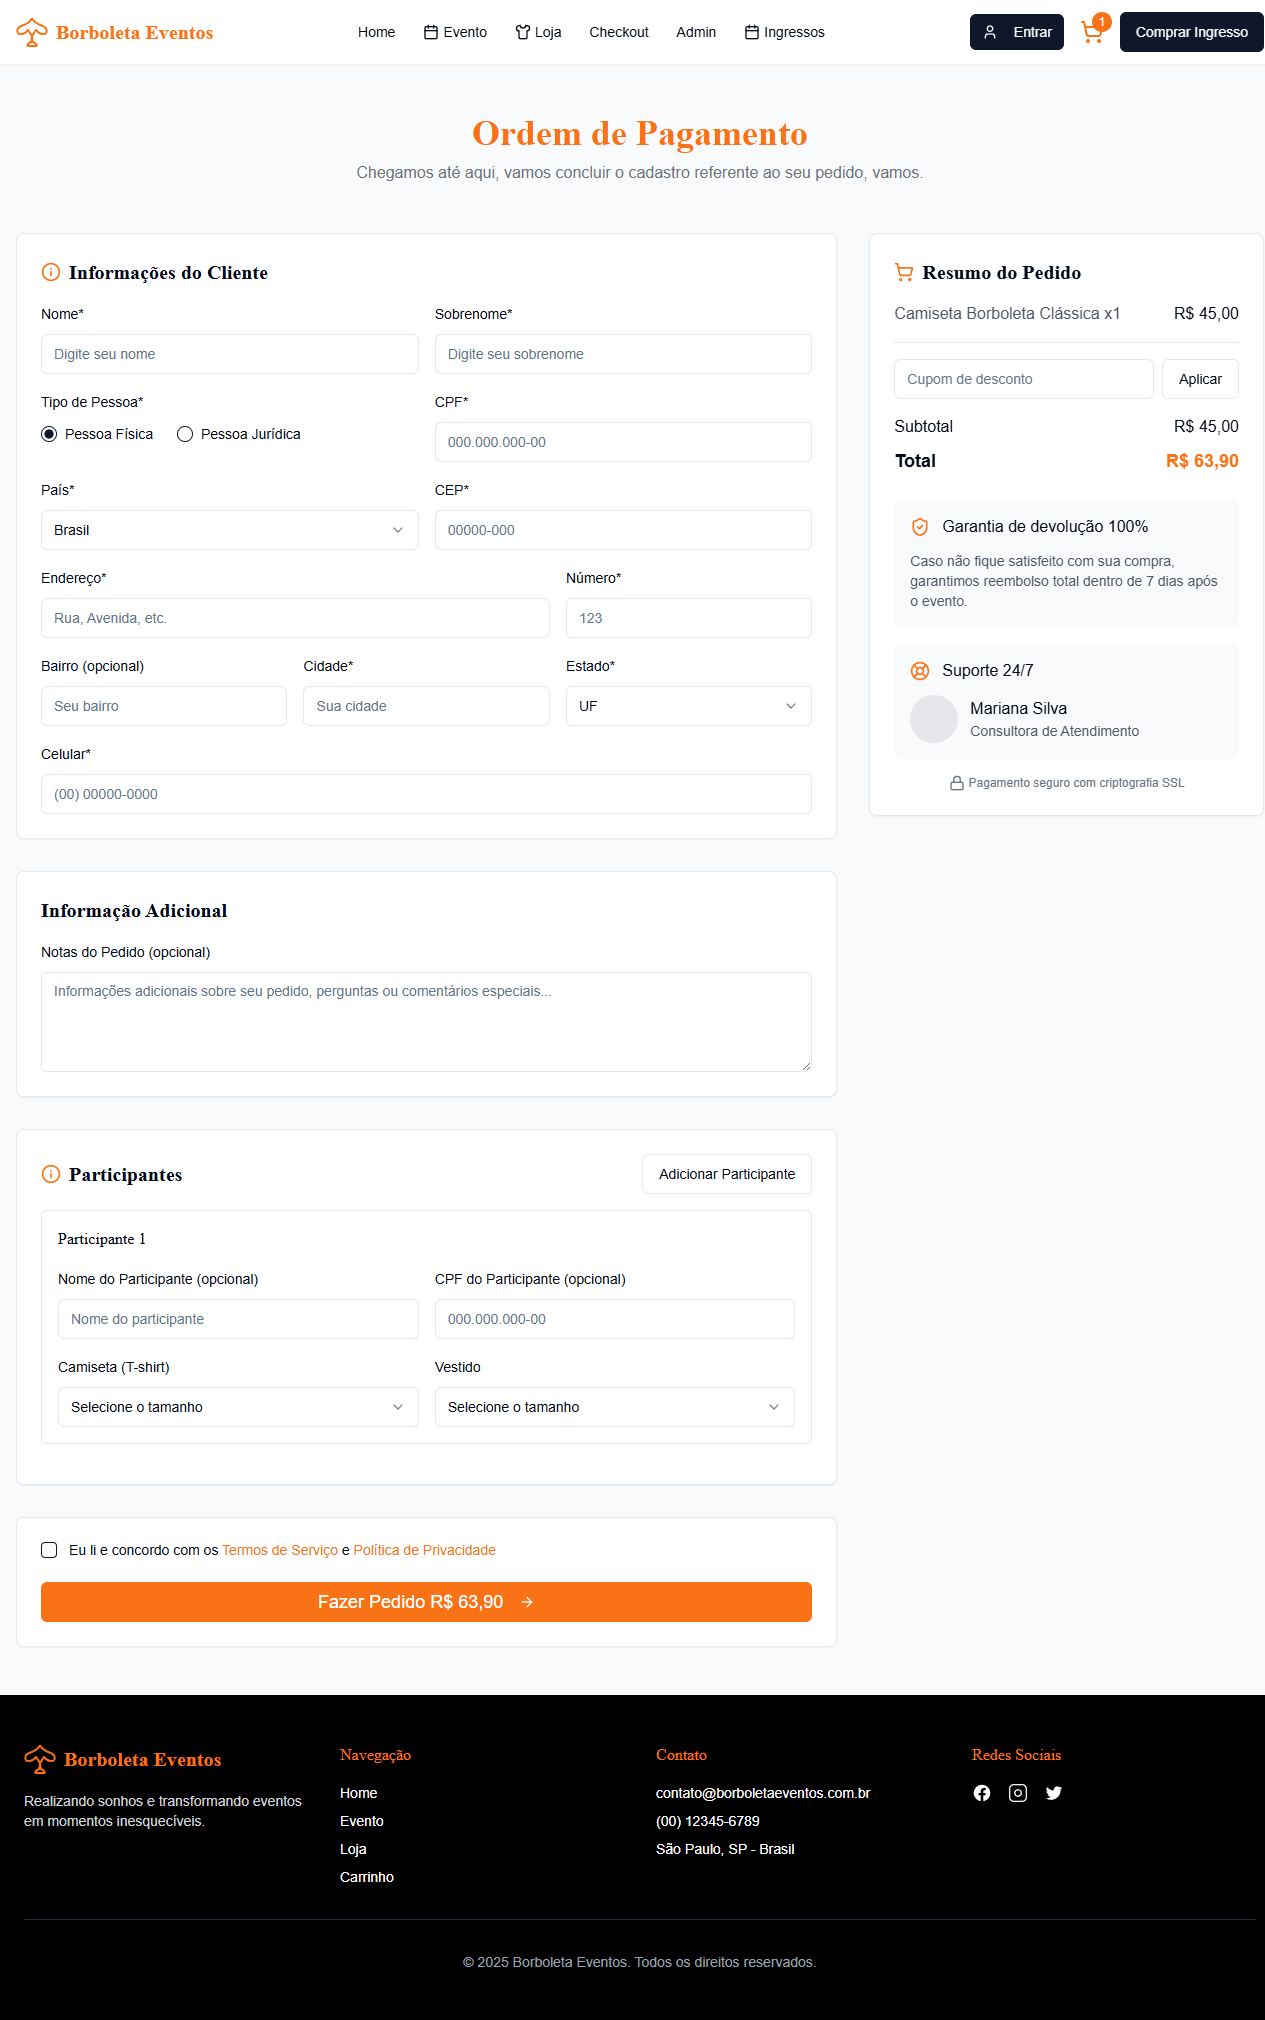 Borboleta Eventos
Home
Evento
Loja
Checkout
Admin
Ingressos
Entrar
1
Comprar Ingresso
Ordem de Pagamento
Chegamos até aqui, vamos concluir o cadastro referente ao seu pedido, vamos.
Informações do Cliente
Nome*
Sobrenome*
Digite seu nome
Digite seu sobrenome
Tipo de Pessoa*
CPF*
Pessoa Física
Pessoa Jurídica
000.000.000-00
País*
CEP*
Brasil
00000-000
Endereço*
Número*
Rua, Avenida, etc.
123
Bairro (opcional)
Cidade*
Estado*
Seu bairro
Sua cidade
UF
Celular*
(00) 00000-0000
Resumo do Pedido
Camiseta Borboleta Clássica x1
R$ 45,00
Cupom de desconto
Aplicar
Subtotal
R$ 45,00
Total
R$ 63,90
Garantia de devolução 100%
Caso não fique satisfeito com sua compra,
garantimos reembolso total dentro de 7 dias após
o evento.
Suporte 24/7
Mariana Silva
Consultora de Atendimento
Pagamento seguro com criptografia SSL
Informação Adicional
Notas do Pedido (opcional)
Informações adicionais sobre seu pedido, perguntas ou comentários especiais...
Participantes
Adicionar Participante
Participante 1
Nome do Participante (opcional)
CPF do Participante (opcional)
Nome do participante
000.000.000-00
Camiseta (T-shirt)
Vestido
Selecione o tamanho
Selecione o tamanho
Eu li e concordo com os Termos de Serviço e Política de Privacidade
Fazer Pedido R$ 63,90
Borboleta Eventos
Realizando sonhos e transformando eventos
em momentos inesquecíveis.
Navegação
Home
Evento
Loja
Carrinho
Contato
contato@borboletaeventos.com.br
(00) 12345-6789
São Paulo, SP - Brasil
Redes Sociais
© 2025 Borboleta Eventos. Todos os direitos reservados.